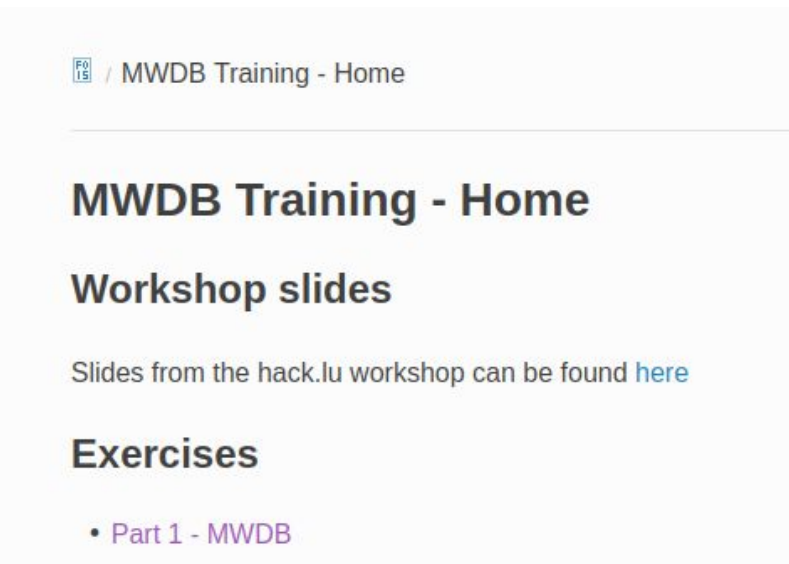 / MWDB Training - Home
MWDB Training - Home
Workshop slides
Slides from the hack.lu workshop can be found here
Exercises
• Part 1 - MWDB